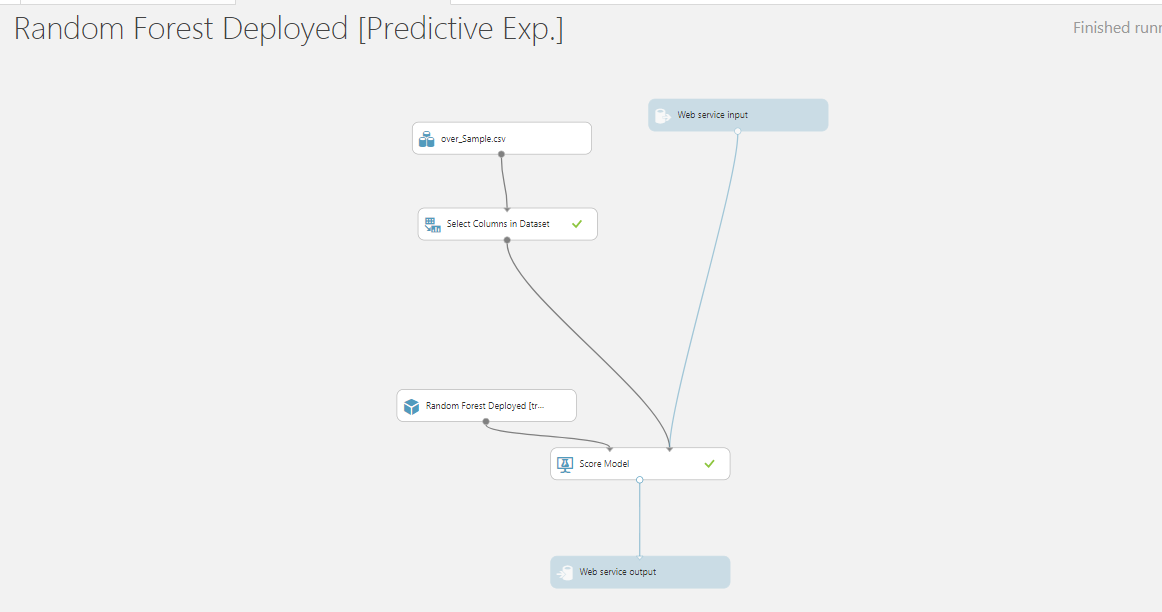 Random Forest Deployed [Predictive Exp.]
Finished runn
Web service input
over_Sample.csv
Select Columns in Dataset
Random Forest Deployed [tr...
Score Model
Web service output